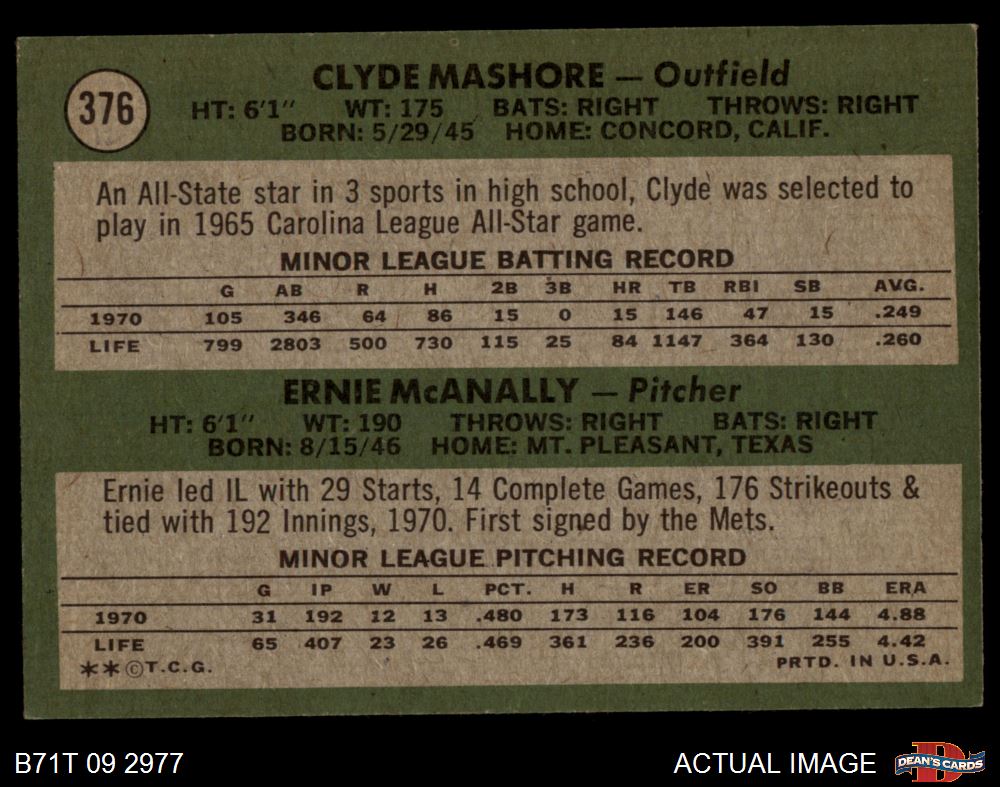 376
CLYDE MASHORE — Outfield
HT: 6'1" WT: 175 BATS: RIGHT THROWS: RIGHT
BORN: 5/29/45 HOME: CONCORD, CALIF.
An All-State star in 3 sports in high school, Clyde was selected to
play in 1965 Carolina League All-Star game.
MINOR LEAGUE BATTING RECORD
G AB R H 2B 3B HR TB RBI SB AVG.
1970 105 346 64 86 15 0 15 146 47 15 .249
LIFE 799 2803 500 730 115 25 84 1147 364 130 .260
ERNIE McANALLY — Pitcher
HT: 6'1" WT: 190 THROWS: RIGHT BATS: RIGHT
BORN: 8/15/46 HOME: MT. PLEASANT, TEXAS
Ernie led IL with 29 Starts, 14 Complete Games, 176 Strikeouts &
tied with 192 Innings, 1970. First signed by the Mets.
MINOR LEAGUE PITCHING RECORD
G IP W L PCT. H R ER SO BB ERA
1970 31 192 12 13 .480 173 116 104 176 144 4.88
LIFE 65 407 23 26 .469 361 236 200 391 255 4.42
**©T.C.G. PRTD. IN U.S.A.
B71T 09 2977 ACTUAL IMAGE D DEAN'S CARDS